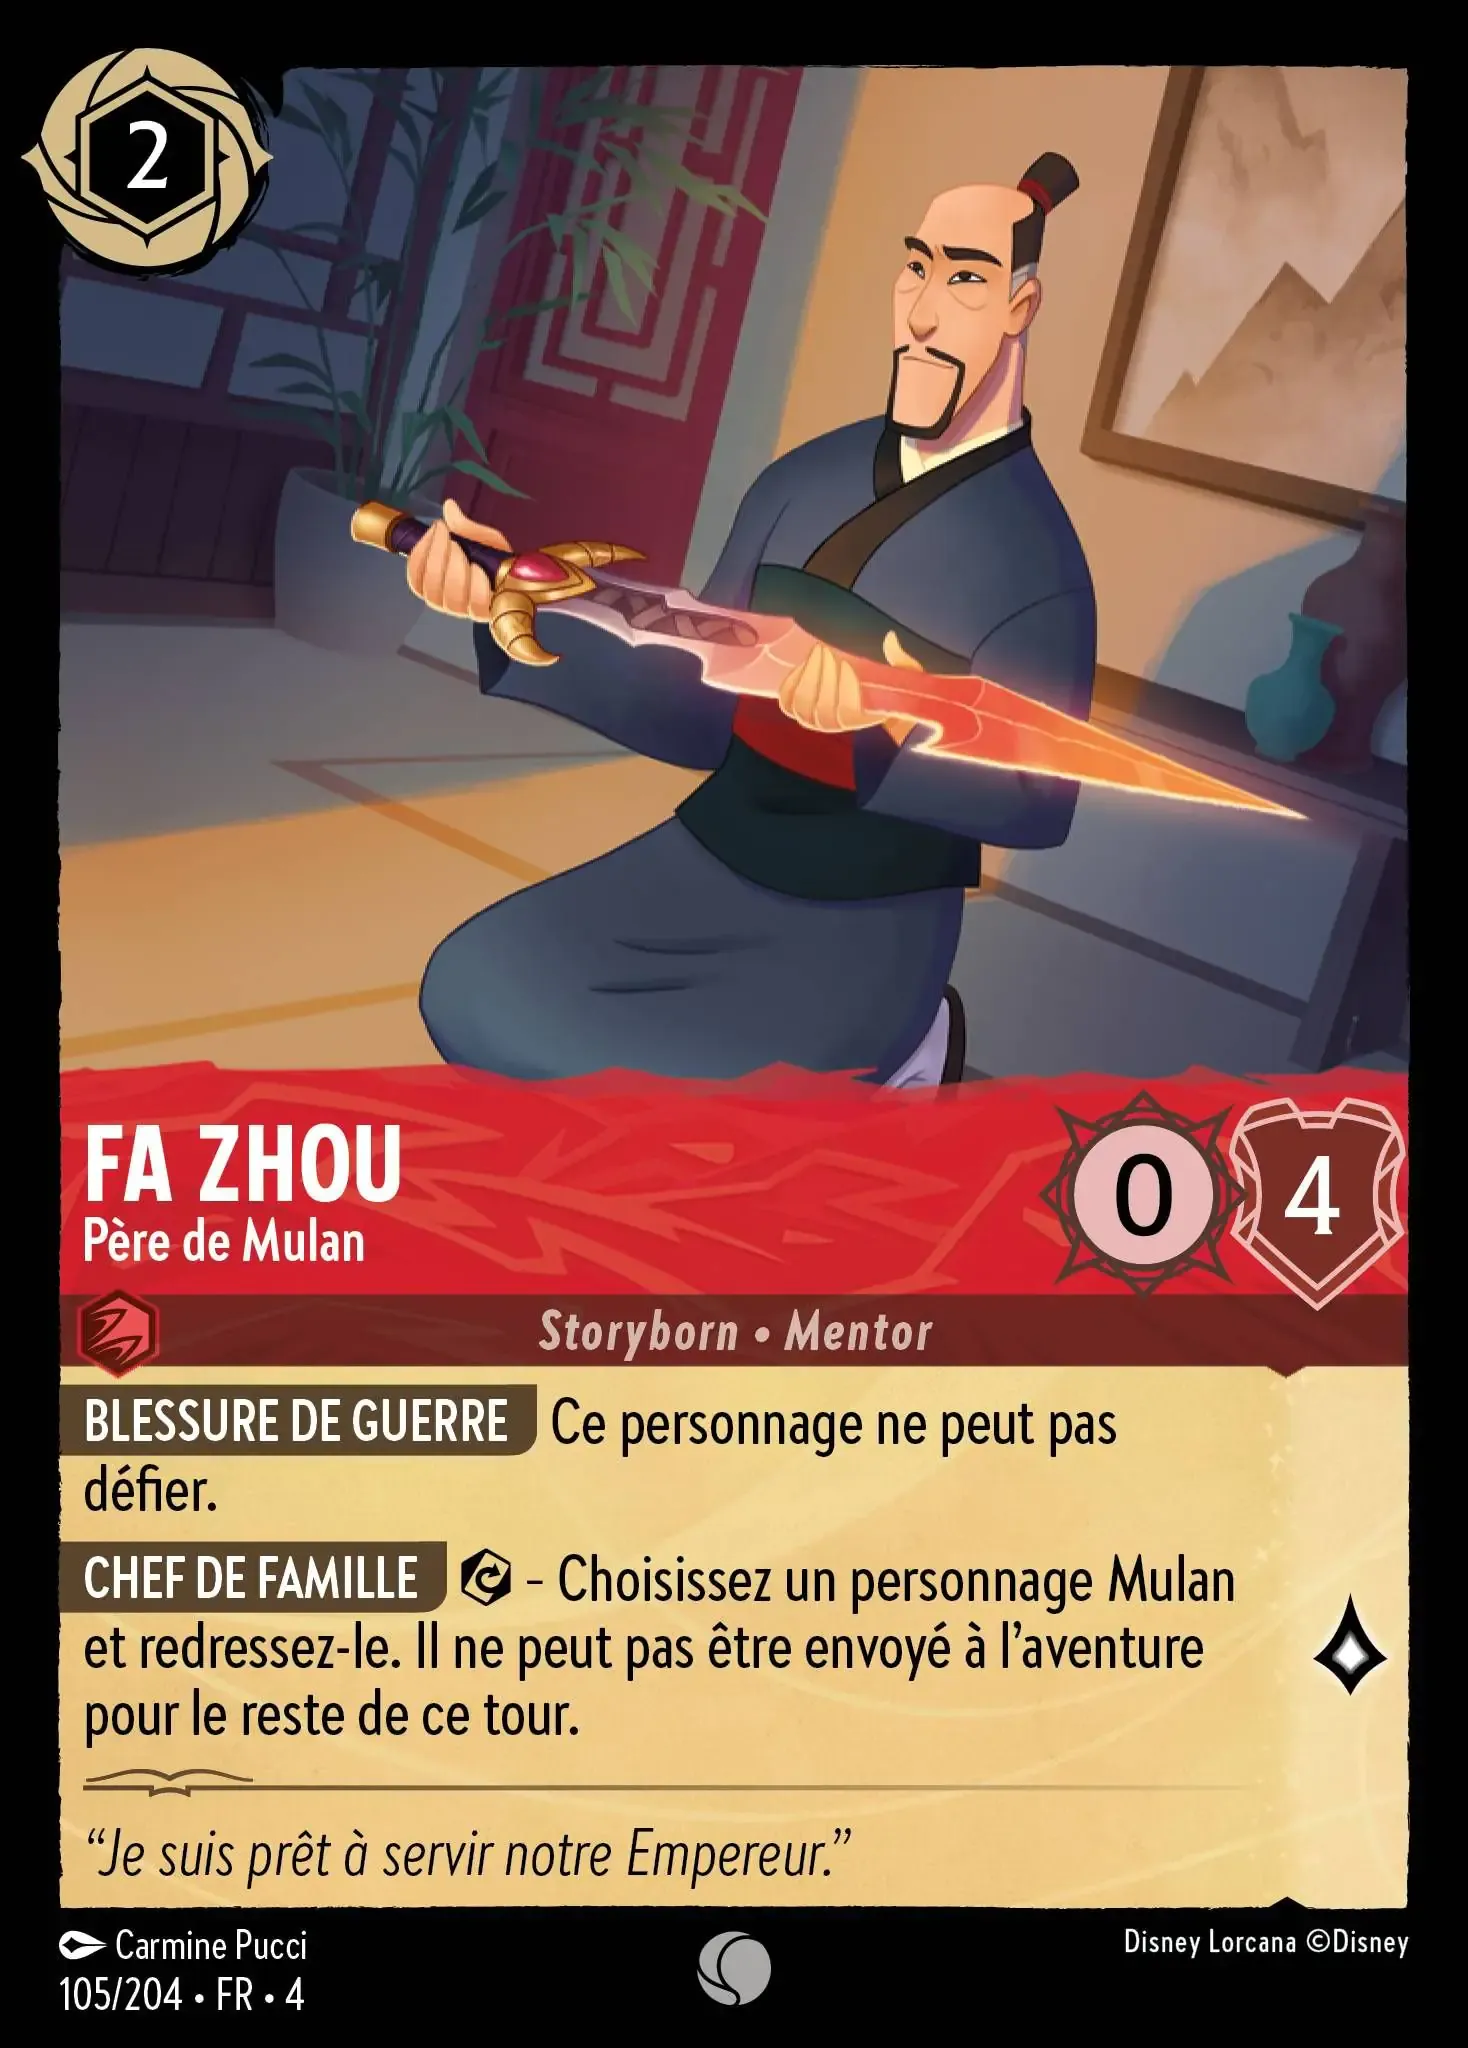 2
FA ZHOU
Père de Mulan
0
4
Storyborn • Mentor
BLESSURE DE GUERRE Ce personnage ne peut pas
défier.
CHEF DE FAMILLE – Choisissez un personnage Mulan
et redressez-le. Il ne peut pas être envoyé à l’aventure
pour le reste de ce tour.
“Je suis prêt à servir notre Empereur.”
Carmine Pucci
Disney Lorcana ©Disney
105/204 • FR • 4